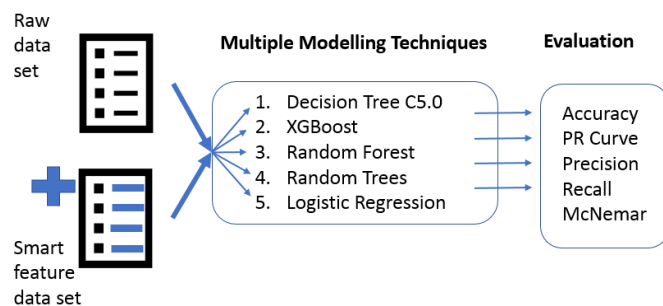 Raw
data
set
Multiple Modelling Techniques
Evaluation
1. Decision Tree C5.0
2. XGBoost
3. Random Forest
4. Random Trees
5. Logistic Regression
Accuracy
PR Curve
Precision
Recall
McNemar
Smart
feature
data set